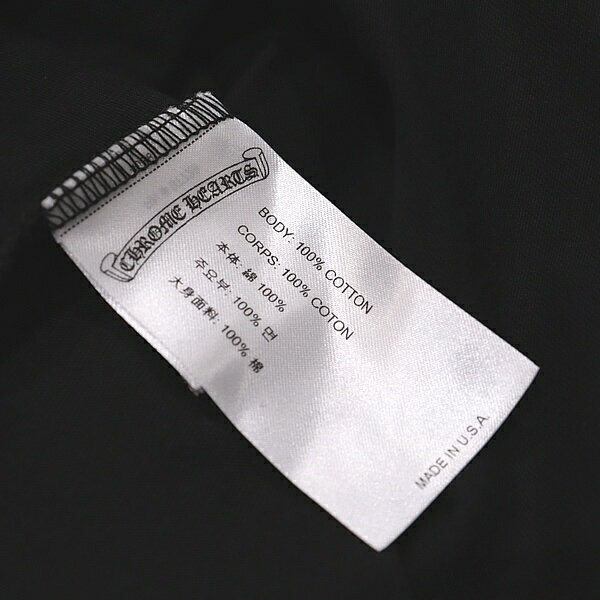 CHROME HEARTS
BODY: 100% COTTON
CORPS: 100% COTON
本体: 綿 100%
주요부: 100% 면
大身面料: 100% 棉
MADE IN U.S.A.